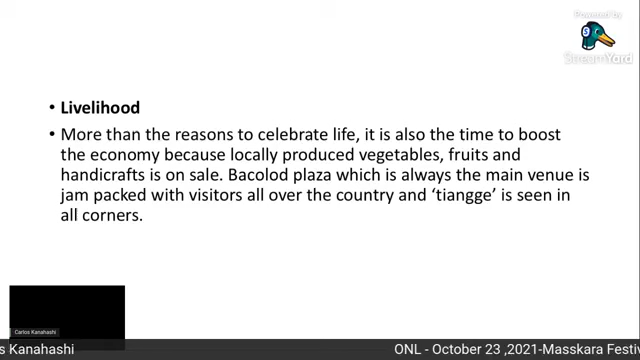 Powered by
StreamYard
• Livelihood
• More than the reasons to celebrate life, it is also the time to boost
the economy because locally produced vegetables, fruits and
handicrafts is on sale. Bacolod plaza which is always the main venue is
jam packed with visitors all over the country and ‘tiangge’ is seen in
all corners.
Carlos Kanahashi
s Kanahashi
ONL - October 23 ,2021-Masskara Festiv